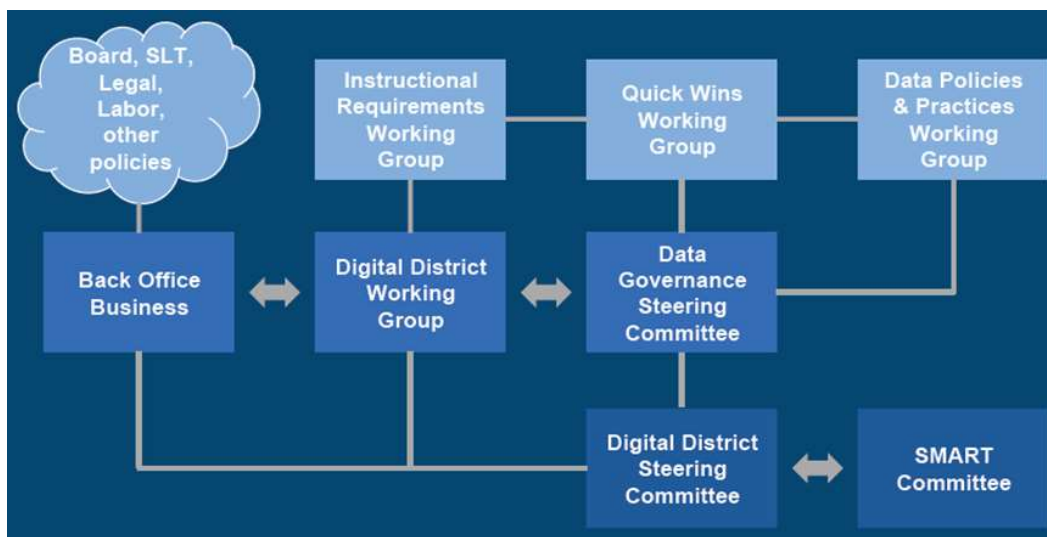 Board, SLT,
Legal,
Labor,
other
policies
Instructional
Requirements
Working
Group
Quick Wins
Working
Group
Data Policies
& Practices
Working
Group
Back Office
Business
Digital District
Working
Group
Data
Governance
Steering
Committee
Digital District
Steering
Committee
SMART
Committee